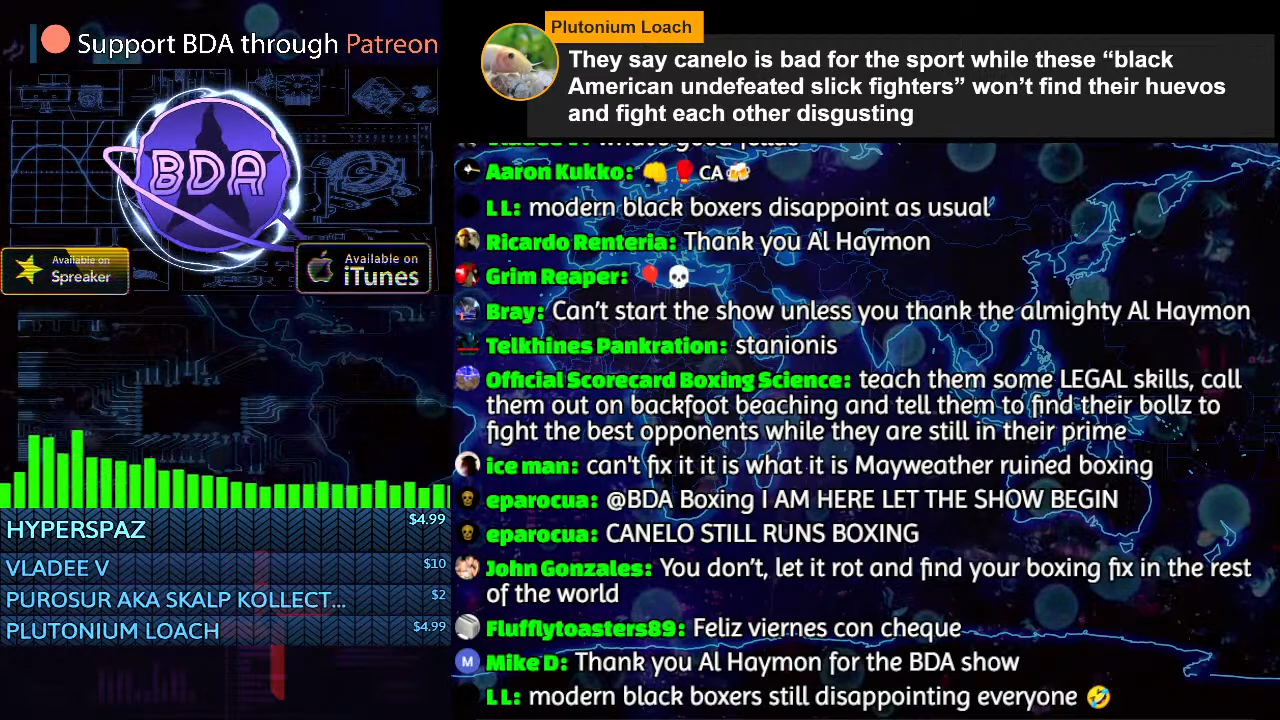 Support BDA through Patreon
BDA
Available on
Spreaker
Available on
iTunes
HYPERSPAZ $4.99
VLADEE V $10
PUROSUR AKA SKALP KOLLECT... $2
PLUTONIUM LOACH $4.99
Plutonium Loach
They say canelo is bad for the sport while these “black
American undefeated slick fighters” won’t find their huevos
and fight each other disgusting
Aaron Kukko: 👊🥊CA🍻
LL: modern black boxers disappoint as usual
Ricardo Renteria: Thank you Al Haymon
Grim Reaper: 🎈💀
Bray: Can’t start the show unless you thank the almighty Al Haymon
Telkhines Pankration: stanionis
Official Scorecard Boxing Science: teach them some LEGAL skills, call
them out on backfoot beaching and tell them to find their bollz to
fight the best opponents while they are still in their prime
ice man: can't fix it it is what it is Mayweather ruined boxing
eparocua: @BDA Boxing I AM HERE LET THE SHOW BEGIN
eparocua: CANELO STILL RUNS BOXING
John Gonzales: You don’t, let it rot and find your boxing fix in the rest
of the world
Flufflytoasters89: Feliz viernes con cheque
M
Mike D: Thank you Al Haymon for the BDA show
LL: modern black boxers still disappointing everyone 🤣